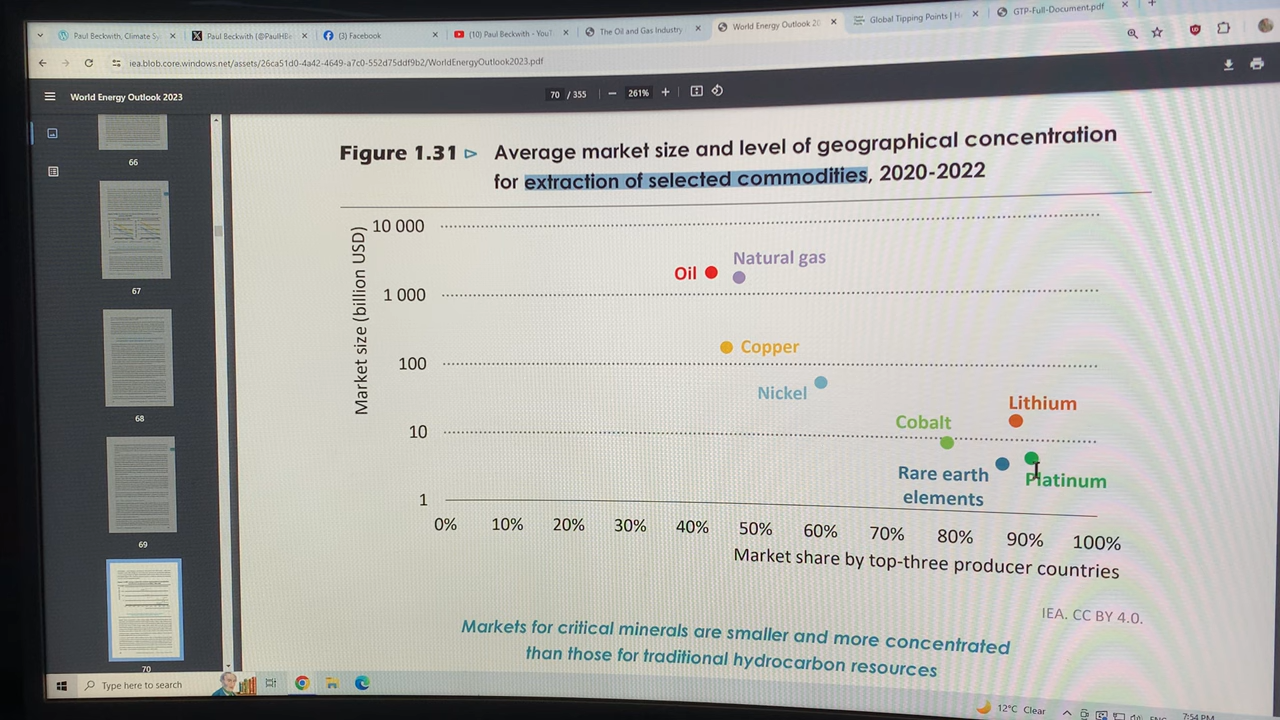 Paul Beckwith, Climate Sy
Paul Beckwith (@PaulHBe
(3) Facebook
(10) Paul Beckwith - YouT
The Oil and Gas Industry
World Energy Outlook 20
Global Tipping Points | H
GTP-Full-Document.pdf
iea.blob.core.windows.net/assets/26ca51d0-4a42-4649-a7c0-552d75ddf9b2/WorldEnergyOutlook2023.pdf
World Energy Outlook 2023
70 / 355
261%
66
67
68
69
70
Figure 1.31 ▷ Average market size and level of geographical concentration
for extraction of selected commodities, 2020-2022
Market size (billion USD)
10 000
1 000
100
10
1
Oil
Natural gas
Copper
Nickel
Cobalt
Lithium
Rare earth
elements
Platinum
0% 10% 20% 30% 40% 50% 60% 70% 80% 90% 100%
Market share by top-three producer countries
IEA. CC BY 4.0.
Markets for critical minerals are smaller and more concentrated
than those for traditional hydrocarbon resources
Type here to search
12°C Clear
7:54 PM